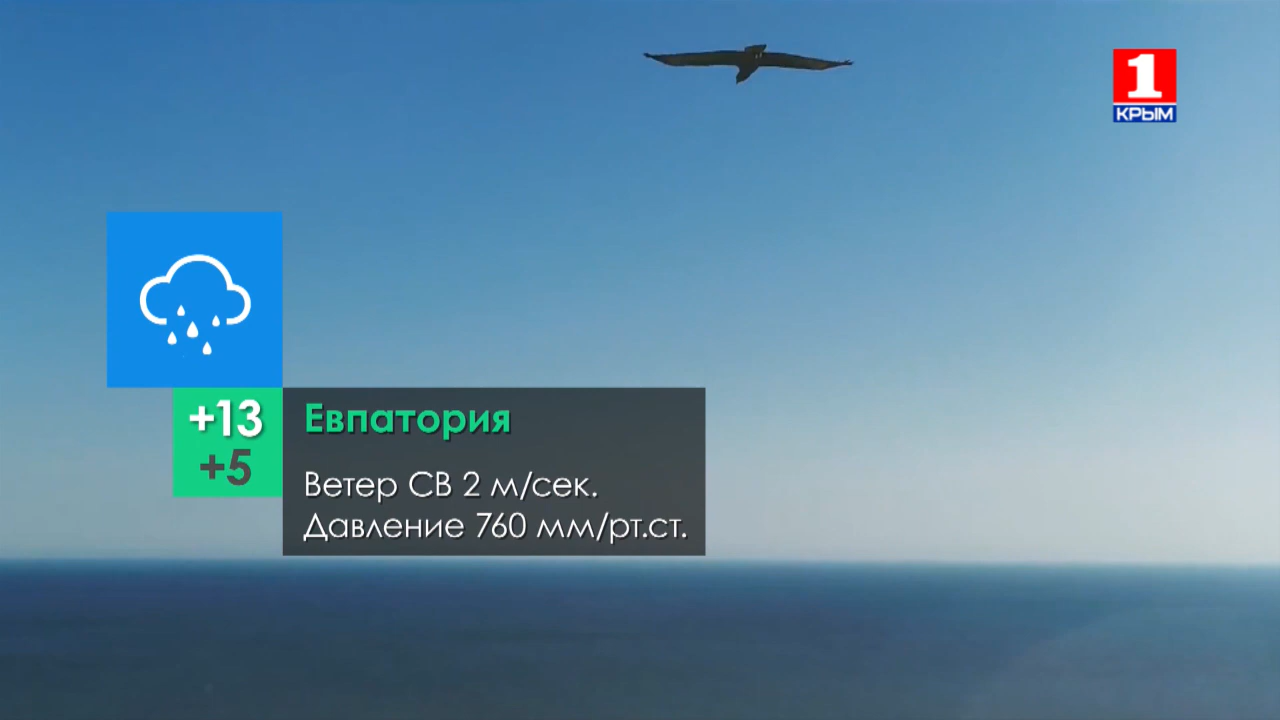 1
КРЫМ
+13
+5
Евпатория
Ветер СВ 2 м/сек.
Давление 760 мм/рт.ст.